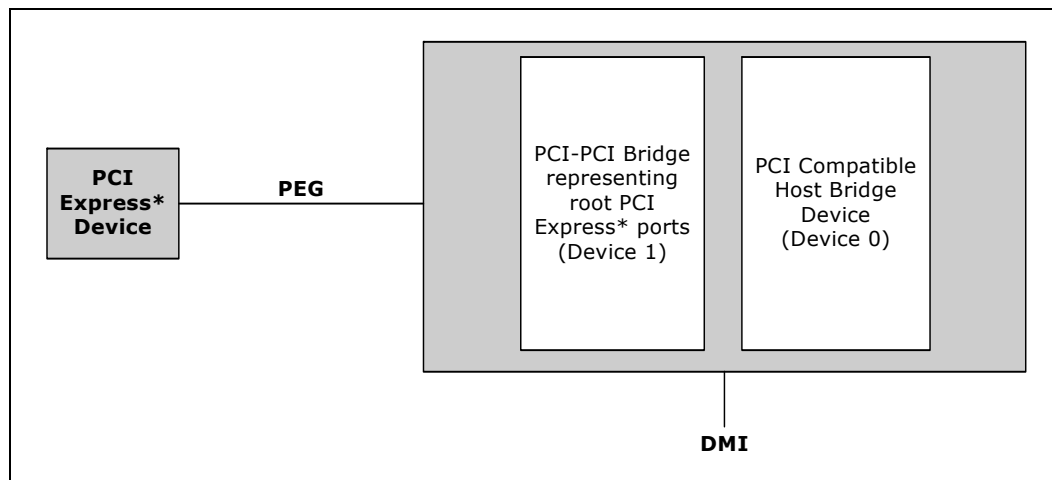 PCI
Express*
Device
PEG
PCI-PCI Bridge
representing
root PCI
Express* ports
(Device 1)
PCI Compatible
Host Bridge
Device
(Device 0)
DMI